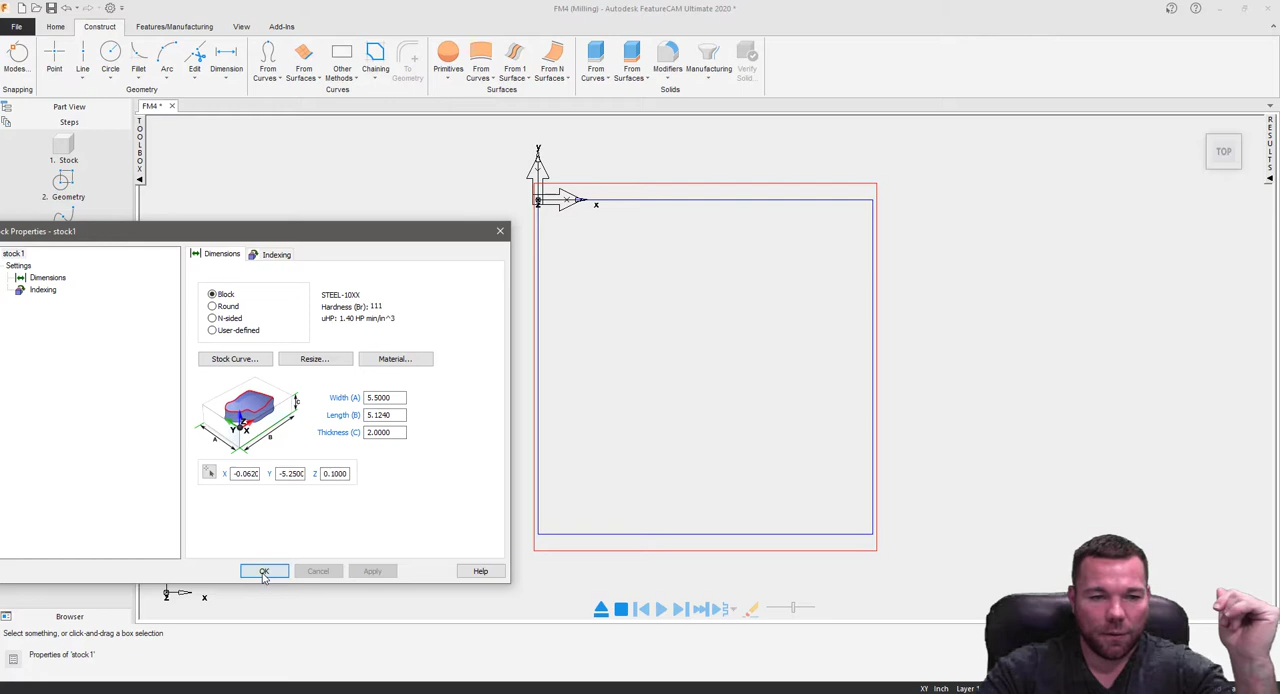 FM4 (Milling) - Autodesk FeatureCAM Ultimate 2020 *
File Home Construct Features/Manufacturing View Add-Ins
Modes... Point Line Circle Fillet Arc Edit Dimension From Curves From Surfaces Other Methods Chaining To Geometry Primitives From Curves From 1 Surface From N Surfaces From Curves From Surfaces Modifiers Manufacturing Verify Solid...
Snapping Geometry Curves Surfaces Solids
Part View
FM4 *
Steps
TOOLBOX
RESULTS
1. Stock
2. Geometry
TOP
y
x
z
ck Properties - stock1
stock1
Settings
Dimensions
Indexing
Dimensions Indexing
Block
Round
N-sided
User-defined
STEEL-10XX
Hardness (Br): 111
uHP: 1.40 HP min/in^3
Stock Curve... Resize... Material...
Width (A) 5.5000
Length (B) 5.1240
Thickness (C) 2.0000
A B C X Y
X -0.062( Y -5.250( Z 0.1000
OK Cancel Apply Help
z x
Browser
Select something, or click-and-drag a box selection
Properties of 'stock1'
XY Inch Layer 1